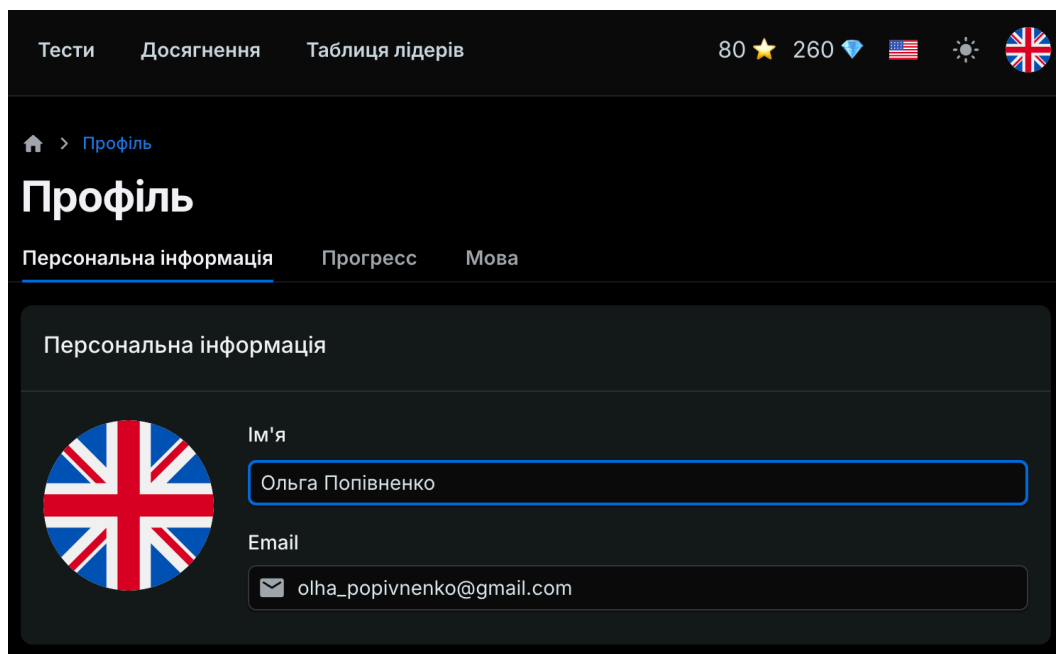 Тести Досягнення Таблиця лідерів 80 260
Профіль
Профіль
Персональна інформація Прогресс Мова
Персональна інформація
Ім'я
Ольга Попівненко
Email
olha_popivnenko@gmail.com